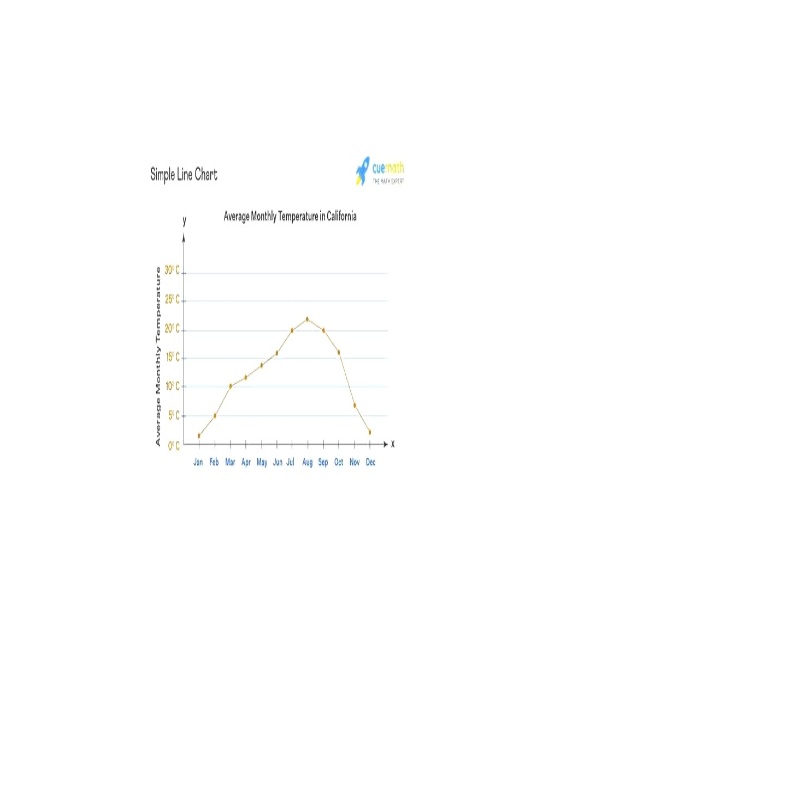 Simple Line Chart
cuemath
THE MATH EXPERT
y
Average Monthly Temperature in California
Average Monthly Temperature
30° C
25° C
20° C
15° C
10° C
5° C
0° C
x
Jan Feb Mar Apr May Jun Jul Aug Sep Oct Nov Dec